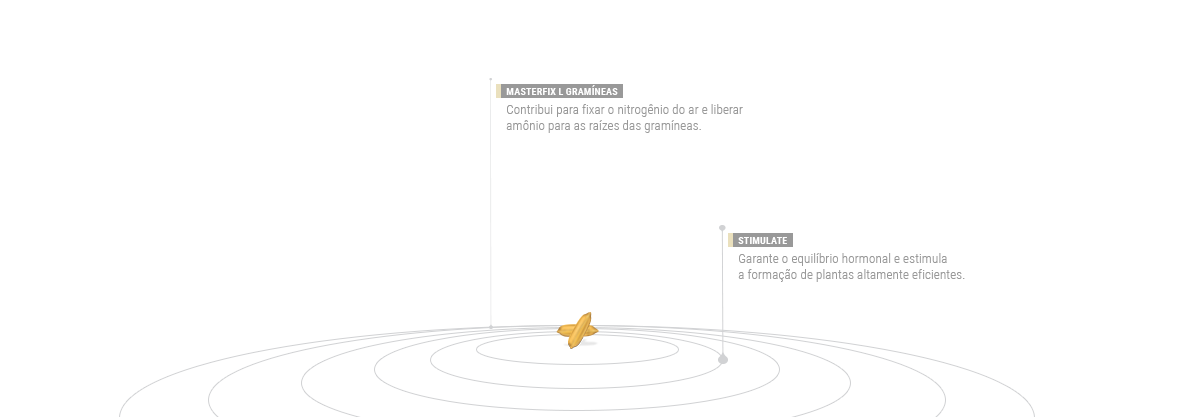 MASTERFIX L GRAMÍNEAS
Contribui para fixar o nitrogênio do ar e liberar
amônio para as raízes das gramíneas.
STIMULATE
Garante o equilíbrio hormonal e estimula
a formação de plantas altamente eficientes.